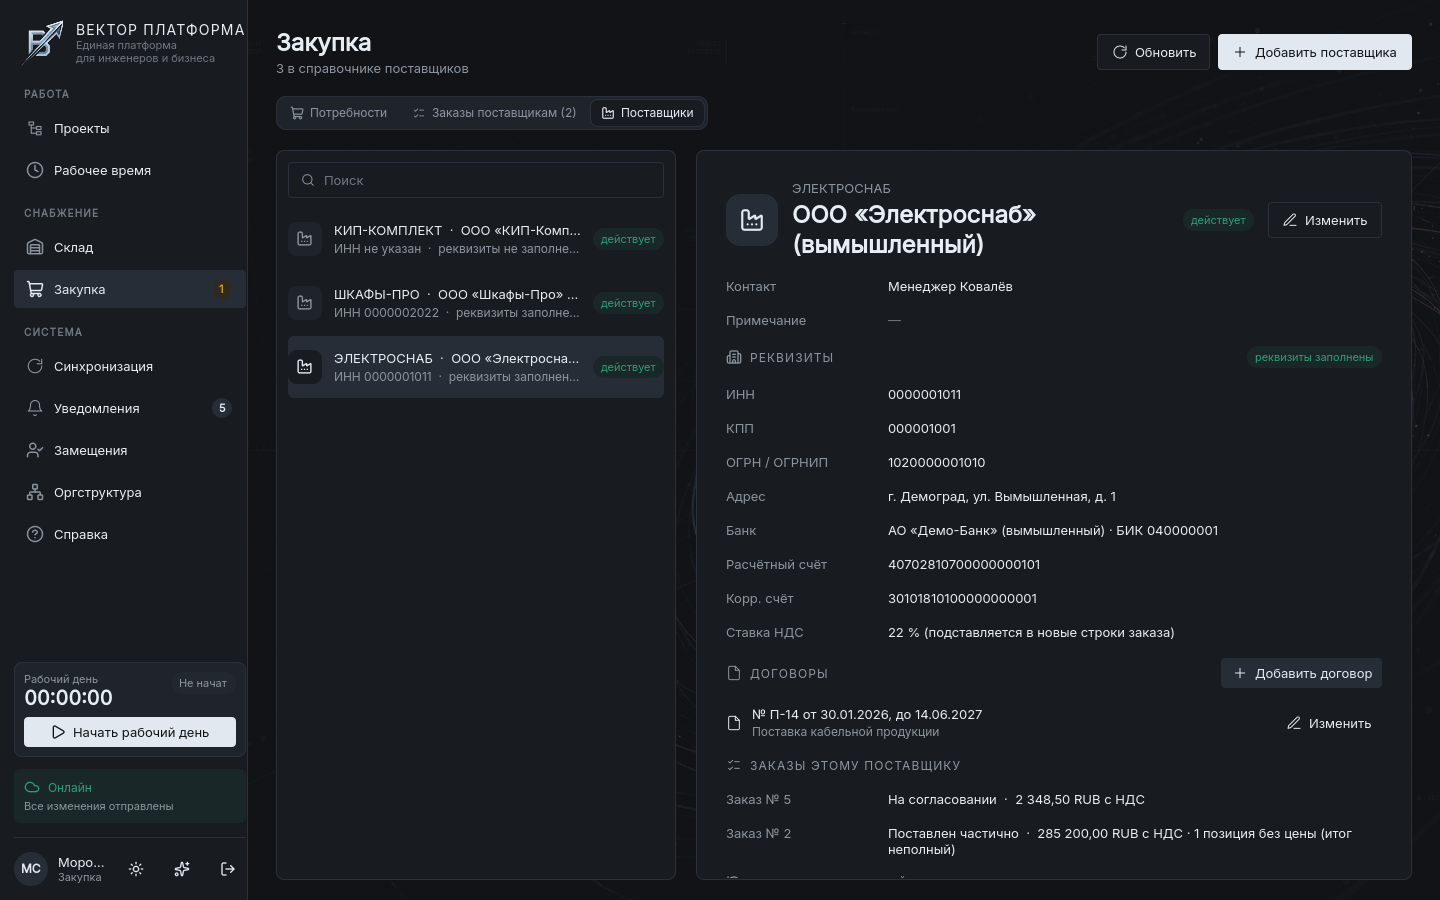 ВЕКТОР ПЛАТФОРМА
Единая платформа
для инженеров и бизнеса
РАБОТА
Проекты
Рабочее время
СНАБЖЕНИЕ
Склад
Закупка
1
СИСТЕМА
Синхронизация
Уведомления
5
Замещения
Оргструктура
Справка
Рабочий день
Не начат
00:00:00
Начать рабочий день
Онлайн
Все изменения отправлены
МС
Моро...
Закупка
Закупка
3 в справочнике поставщиков
Обновить
Добавить поставщика
Потребности
Заказы поставщикам (2)
Поставщики
Поиск
КИП-КОМПЛЕКТ · ООО «КИП-Комп...
ИНН не указан · реквизиты не заполне...
действует
ШКАФЫ-ПРО · ООО «Шкафы-Про» ...
ИНН 0000002022 · реквизиты заполне...
действует
ЭЛЕКТРОСНАБ · ООО «Электросна...
ИНН 0000001011 · реквизиты заполнен...
действует
ЭЛЕКТРОСНАБ
ООО «Электроснаб»
(вымышленный)
действует
Изменить
Контакт
Менеджер Ковалёв
Примечание
—
РЕКВИЗИТЫ
реквизиты заполнены
ИНН
0000001011
КПП
000001001
ОГРН / ОГРНИП
1020000001010
Адрес
г. Демоград, ул. Вымышленная, д. 1
Банк
АО «Демо-Банк» (вымышленный) · БИК 040000001
Расчётный счёт
40702810700000000101
Корр. счёт
30101810100000000001
Ставка НДС
22 % (подставляется в новые строки заказа)
ДОГОВОРЫ
Добавить договор
№ П-14 от 30.01.2026, до 14.06.2027
Поставка кабельной продукции
Изменить
ЗАКАЗЫ ЭТОМУ ПОСТАВЩИКУ
Заказ № 5
На согласовании · 2 348,50 RUB с НДС
Заказ № 2
Поставлен частично · 285 200,00 RUB с НДС · 1 позиция без цены (итог
неполный)